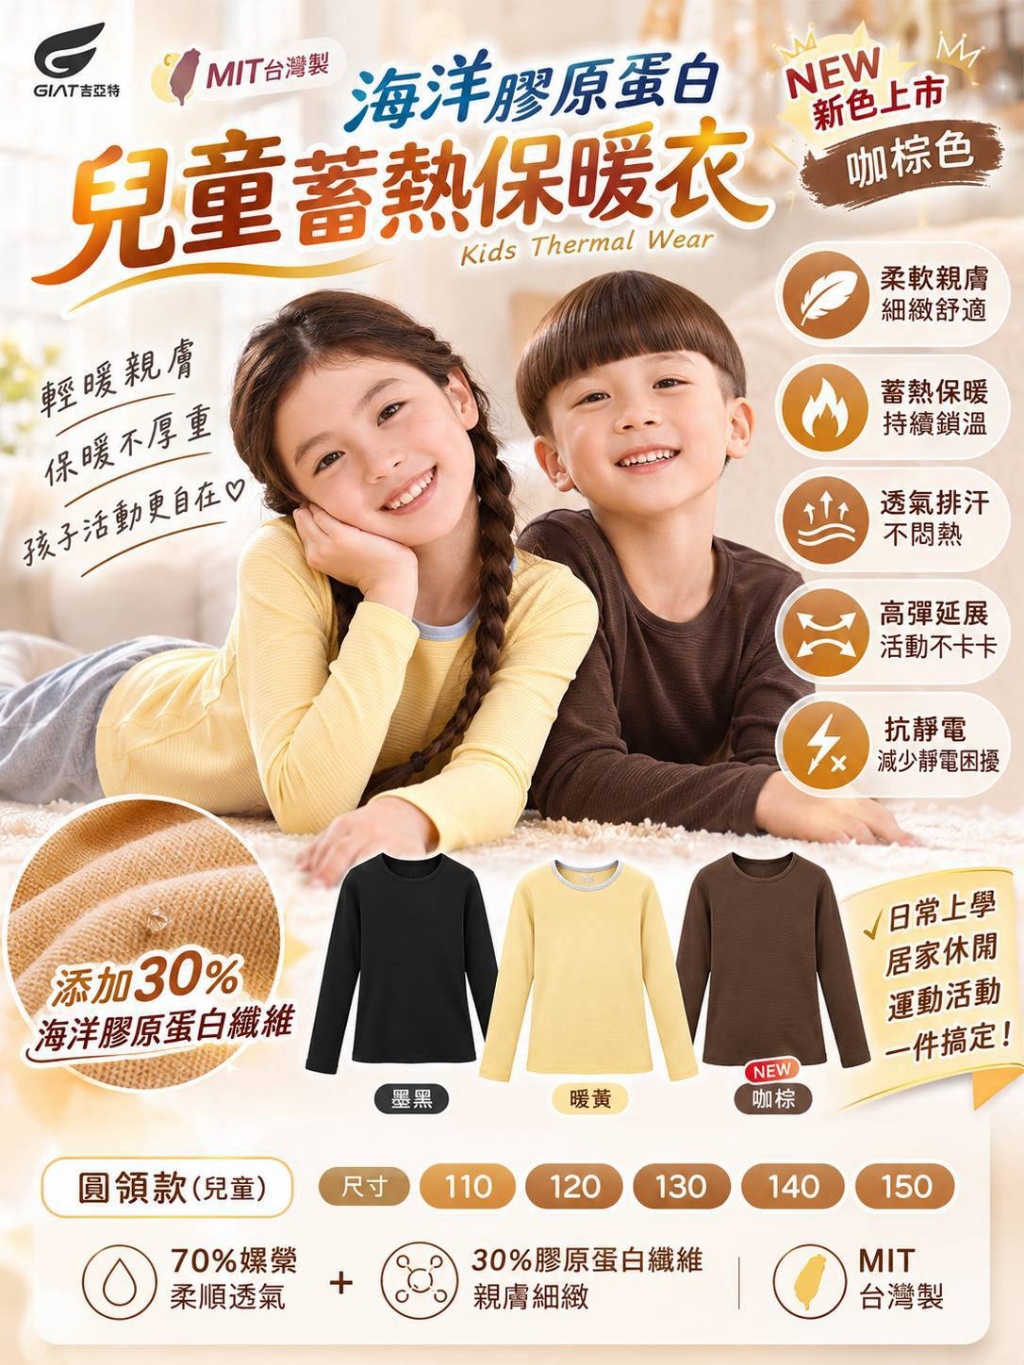 GIAT吉亞特
MIT台灣製
海洋膠原蛋白
兒童蓄熱保暖衣
Kids Thermal Wear
NEW
新色上市
咖棕色
輕暖親膚
保暖不厚重
孩子活動更自在♡
柔軟親膚
細緻舒適
蓄熱保暖
持續鎖溫
透氣排汗
不悶熱
高彈延展
活動不卡卡
抗靜電
減少靜電困擾
添加30%
海洋膠原蛋白纖維
墨黑
暖黃
NEW
咖棕
✓日常上學
居家休閒
運動活動
一件搞定!
圓領款(兒童)
尺寸 110 120 130 140 150
70%嫘縈
柔順透氣
+
30%膠原蛋白纖維
親膚細緻
MIT
台灣製